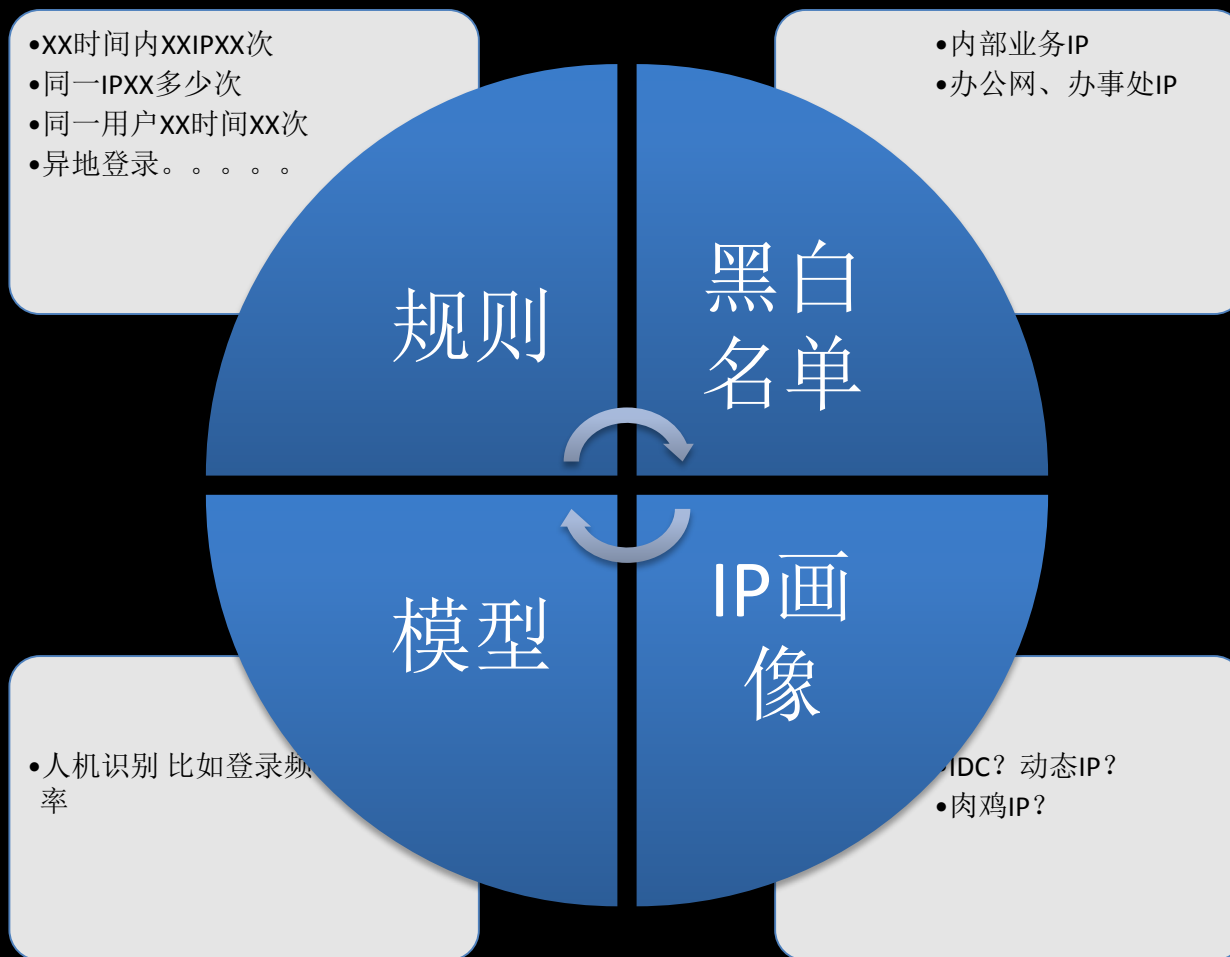 •XX时间内XXIPXX次
•同一IPXX多少次
•同一用户XX时间XX次
•异地登录。。。。。
•内部业务IP
•办公网、办事处IP
规则
黑白
名单
模型
IP画
像
•人机识别 比如登录频
率
•IDC？动态IP？
•肉鸡IP？